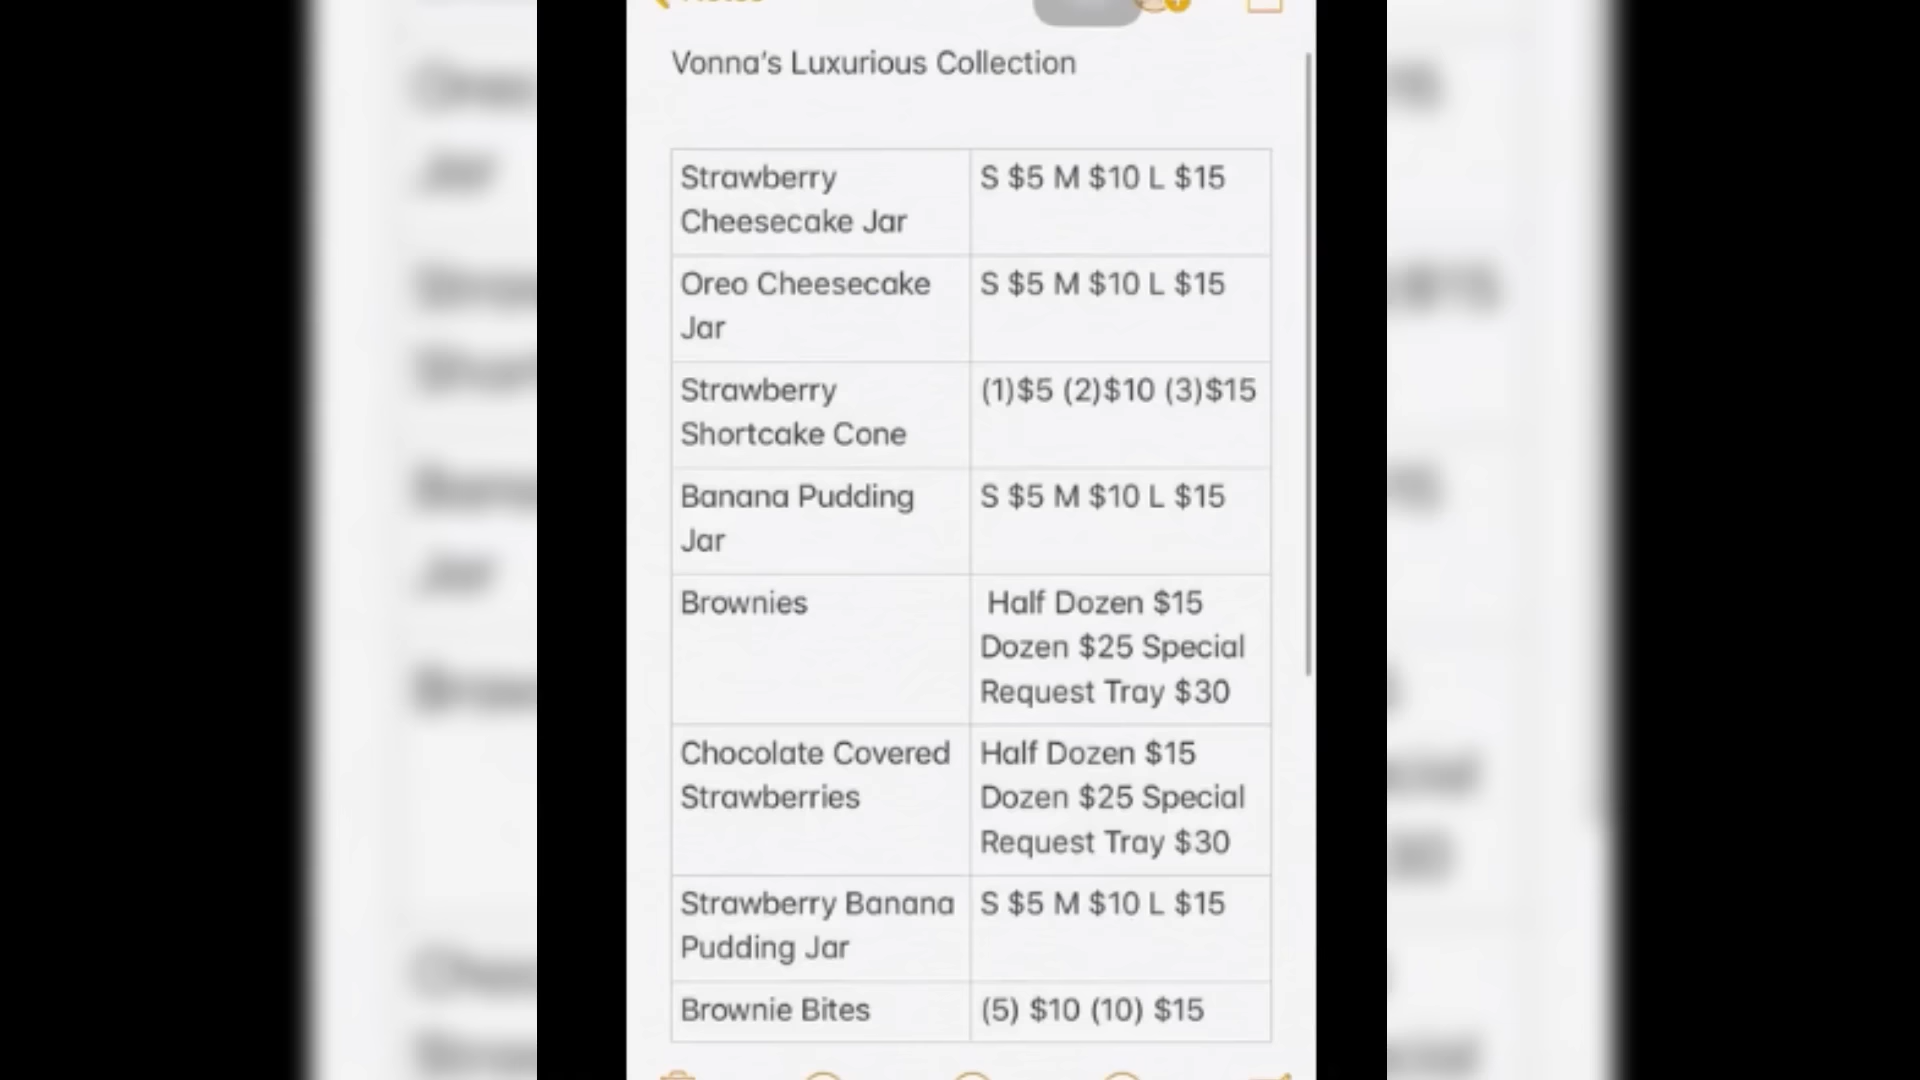 Vonna's Luxurious Collection
Strawberry
Cheesecake Jar
S $5 M $10 L $15
Oreo Cheesecake
Jar
S $5 M $10 L $15
Strawberry
Shortcake Cone
(1)$5 (2)$10 (3)$15
Banana Pudding
Jar
S $5 M $10 L $15
Brownies
Half Dozen $15
Dozen $25 Special
Request Tray $30
Chocolate Covered
Strawberries
Half Dozen $15
Dozen $25 Special
Request Tray $30
Strawberry Banana
Pudding Jar
S $5 M $10 L $15
Brownie Bites
(5) $10 (10) $15